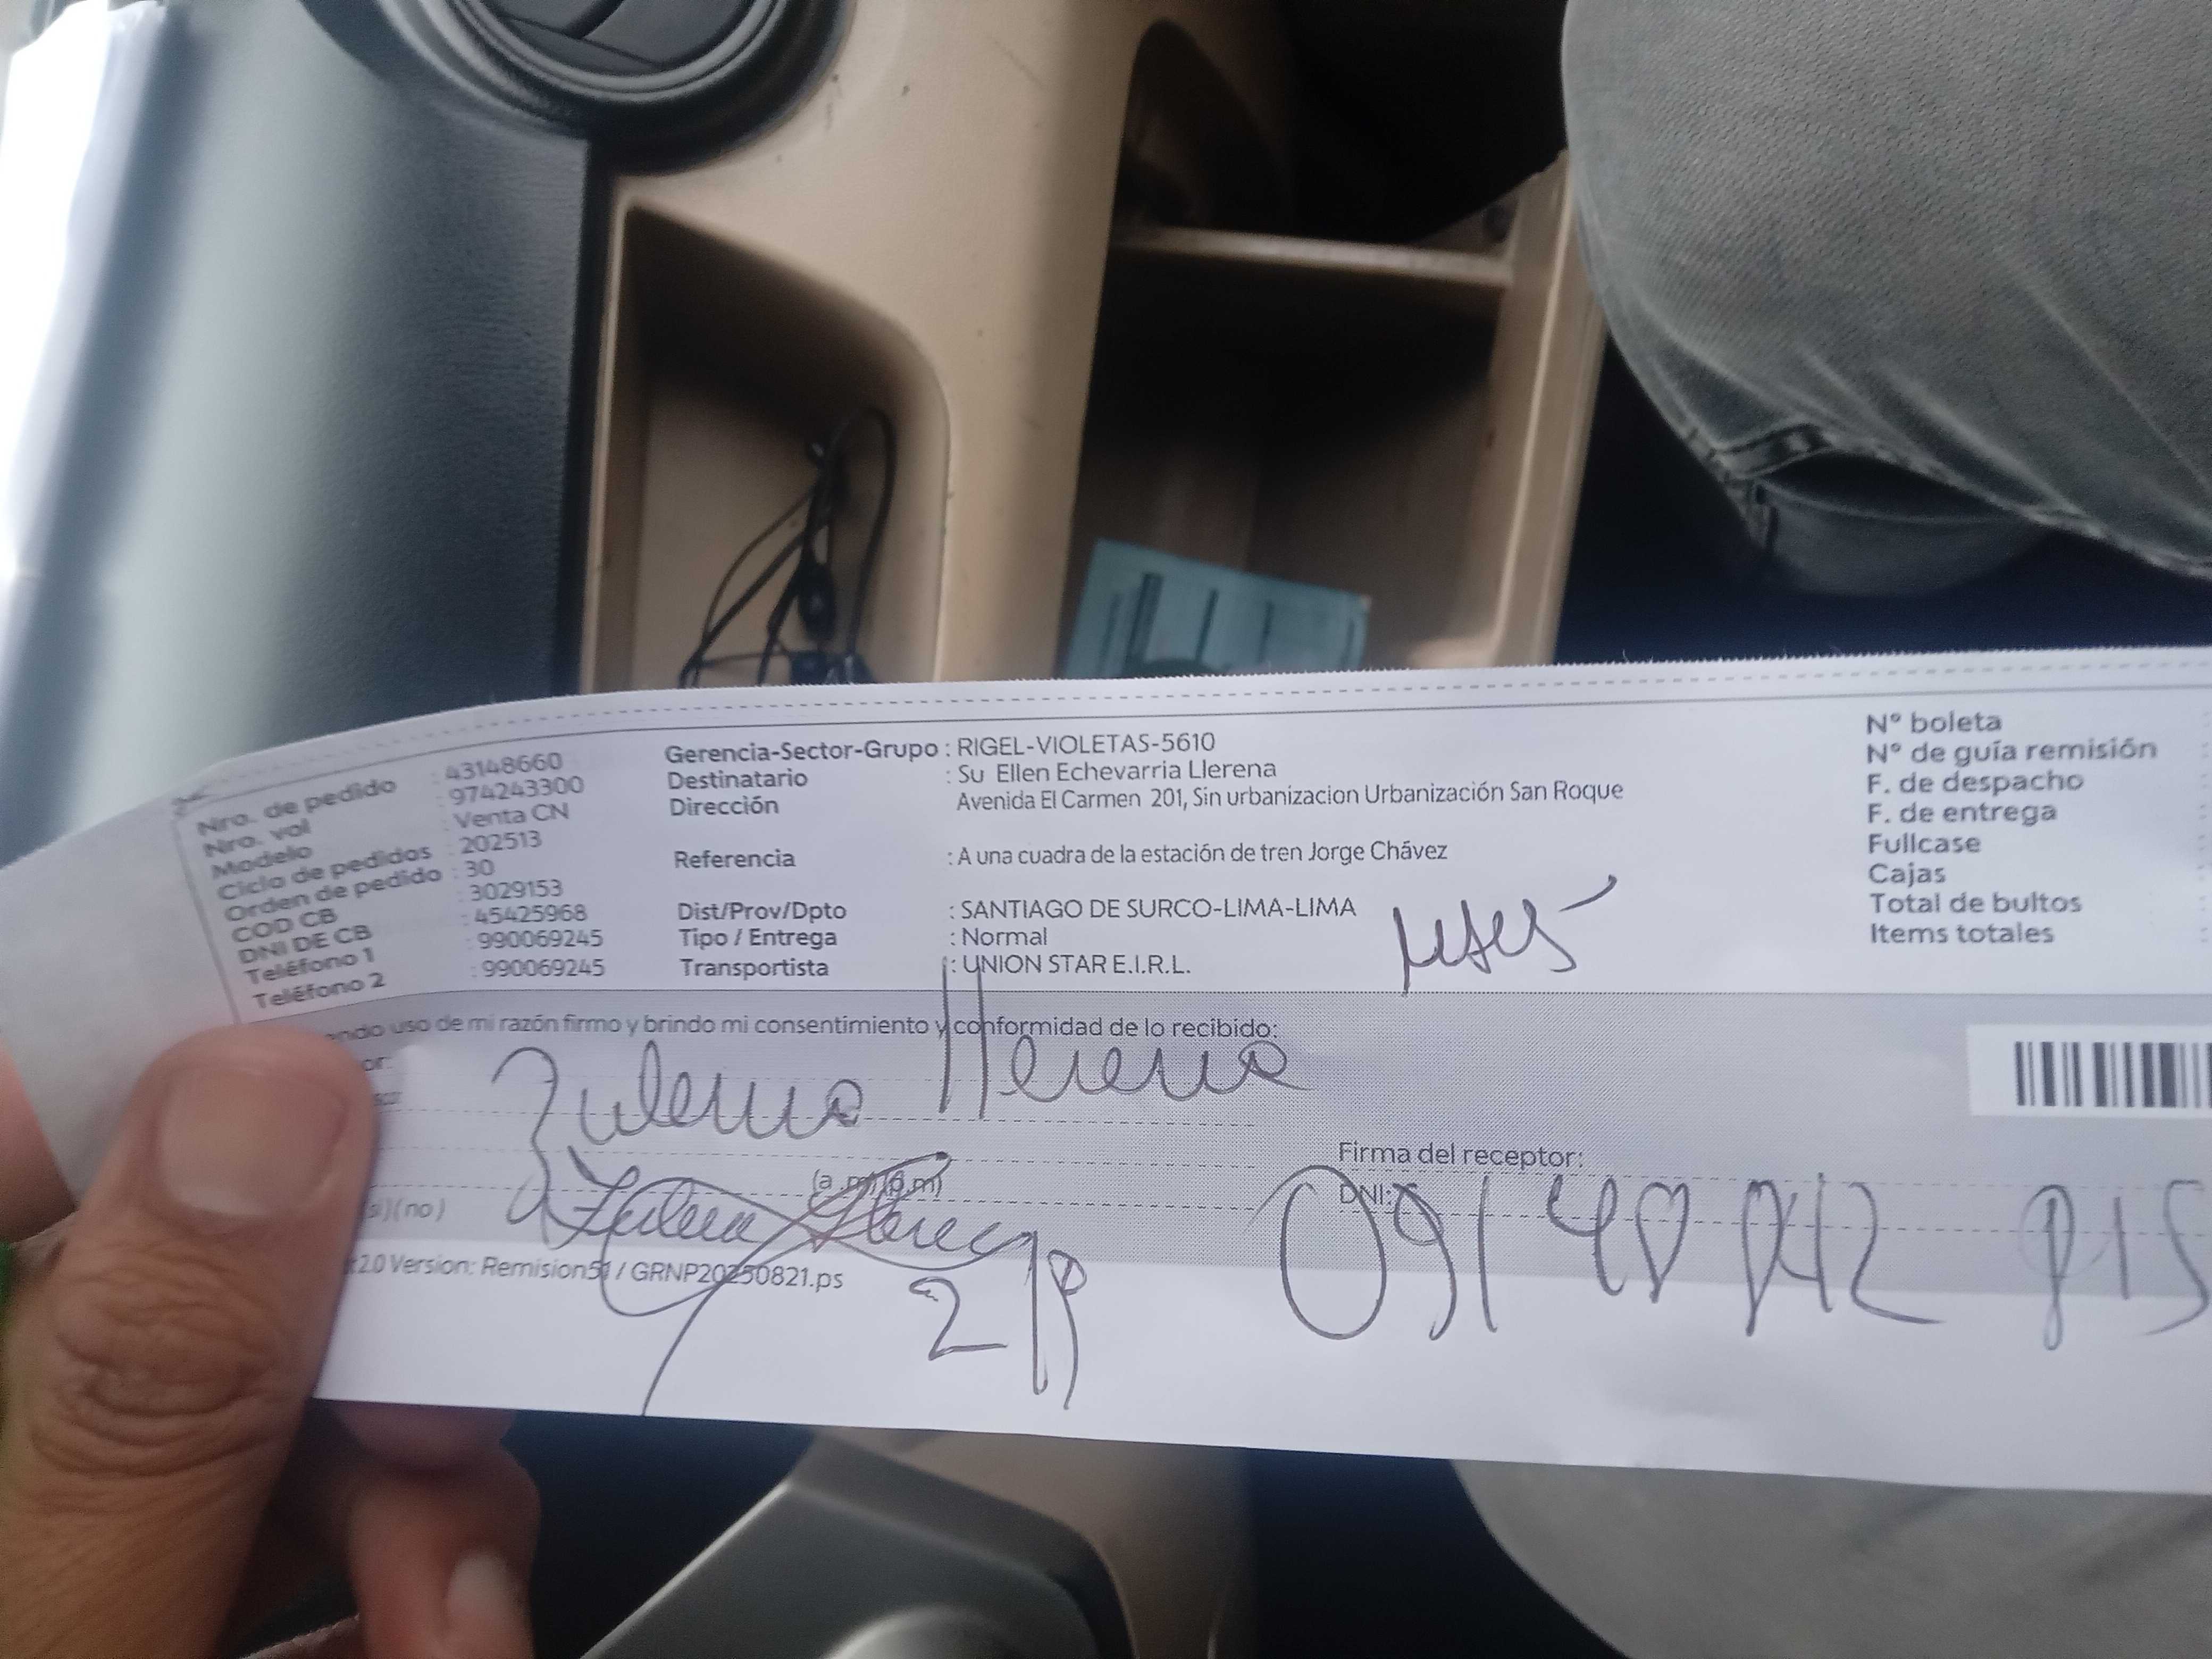 Nro. de pedido : 43148660
Nro. vol : 974243300
Modelo Venta CN
Ciclo de pedidos : 202513
Orden de pedido : 30
COD CB : 3029153
DNI DE CB : 45425968
Teléfono 1 : 990069245
Teléfono 2 : 990069245
Gerencia-Sector-Grupo : RIGEL-VIOLETAS-5610
Destinatario : Su Ellen Echevarria Llerena
Dirección Avenida El Carmen 201, Sin urbanizacion Urbanización San Roque
Referencia : A una cuadra de la estación de tren Jorge Chávez
Dist/Prov/Dpto : SANTIAGO DE SURCO-LIMA-LIMA
Tipo / Entrega : Normal
Transportista : UNION STAR E.I.R.L.
N° boleta
N° de guía remisión
F. de despacho
F. de entrega
Fullcase
Cajas
Total de bultos
Items totales
uso de mi razón firmo y brindo mi consentimiento y conformidad de lo recibido:
Zulema Llerena
Firma del receptor:
(a.m)(p.m)
DNI:
(si)(no)
2.0 Version: Remision51 / GRNP20250821.ps